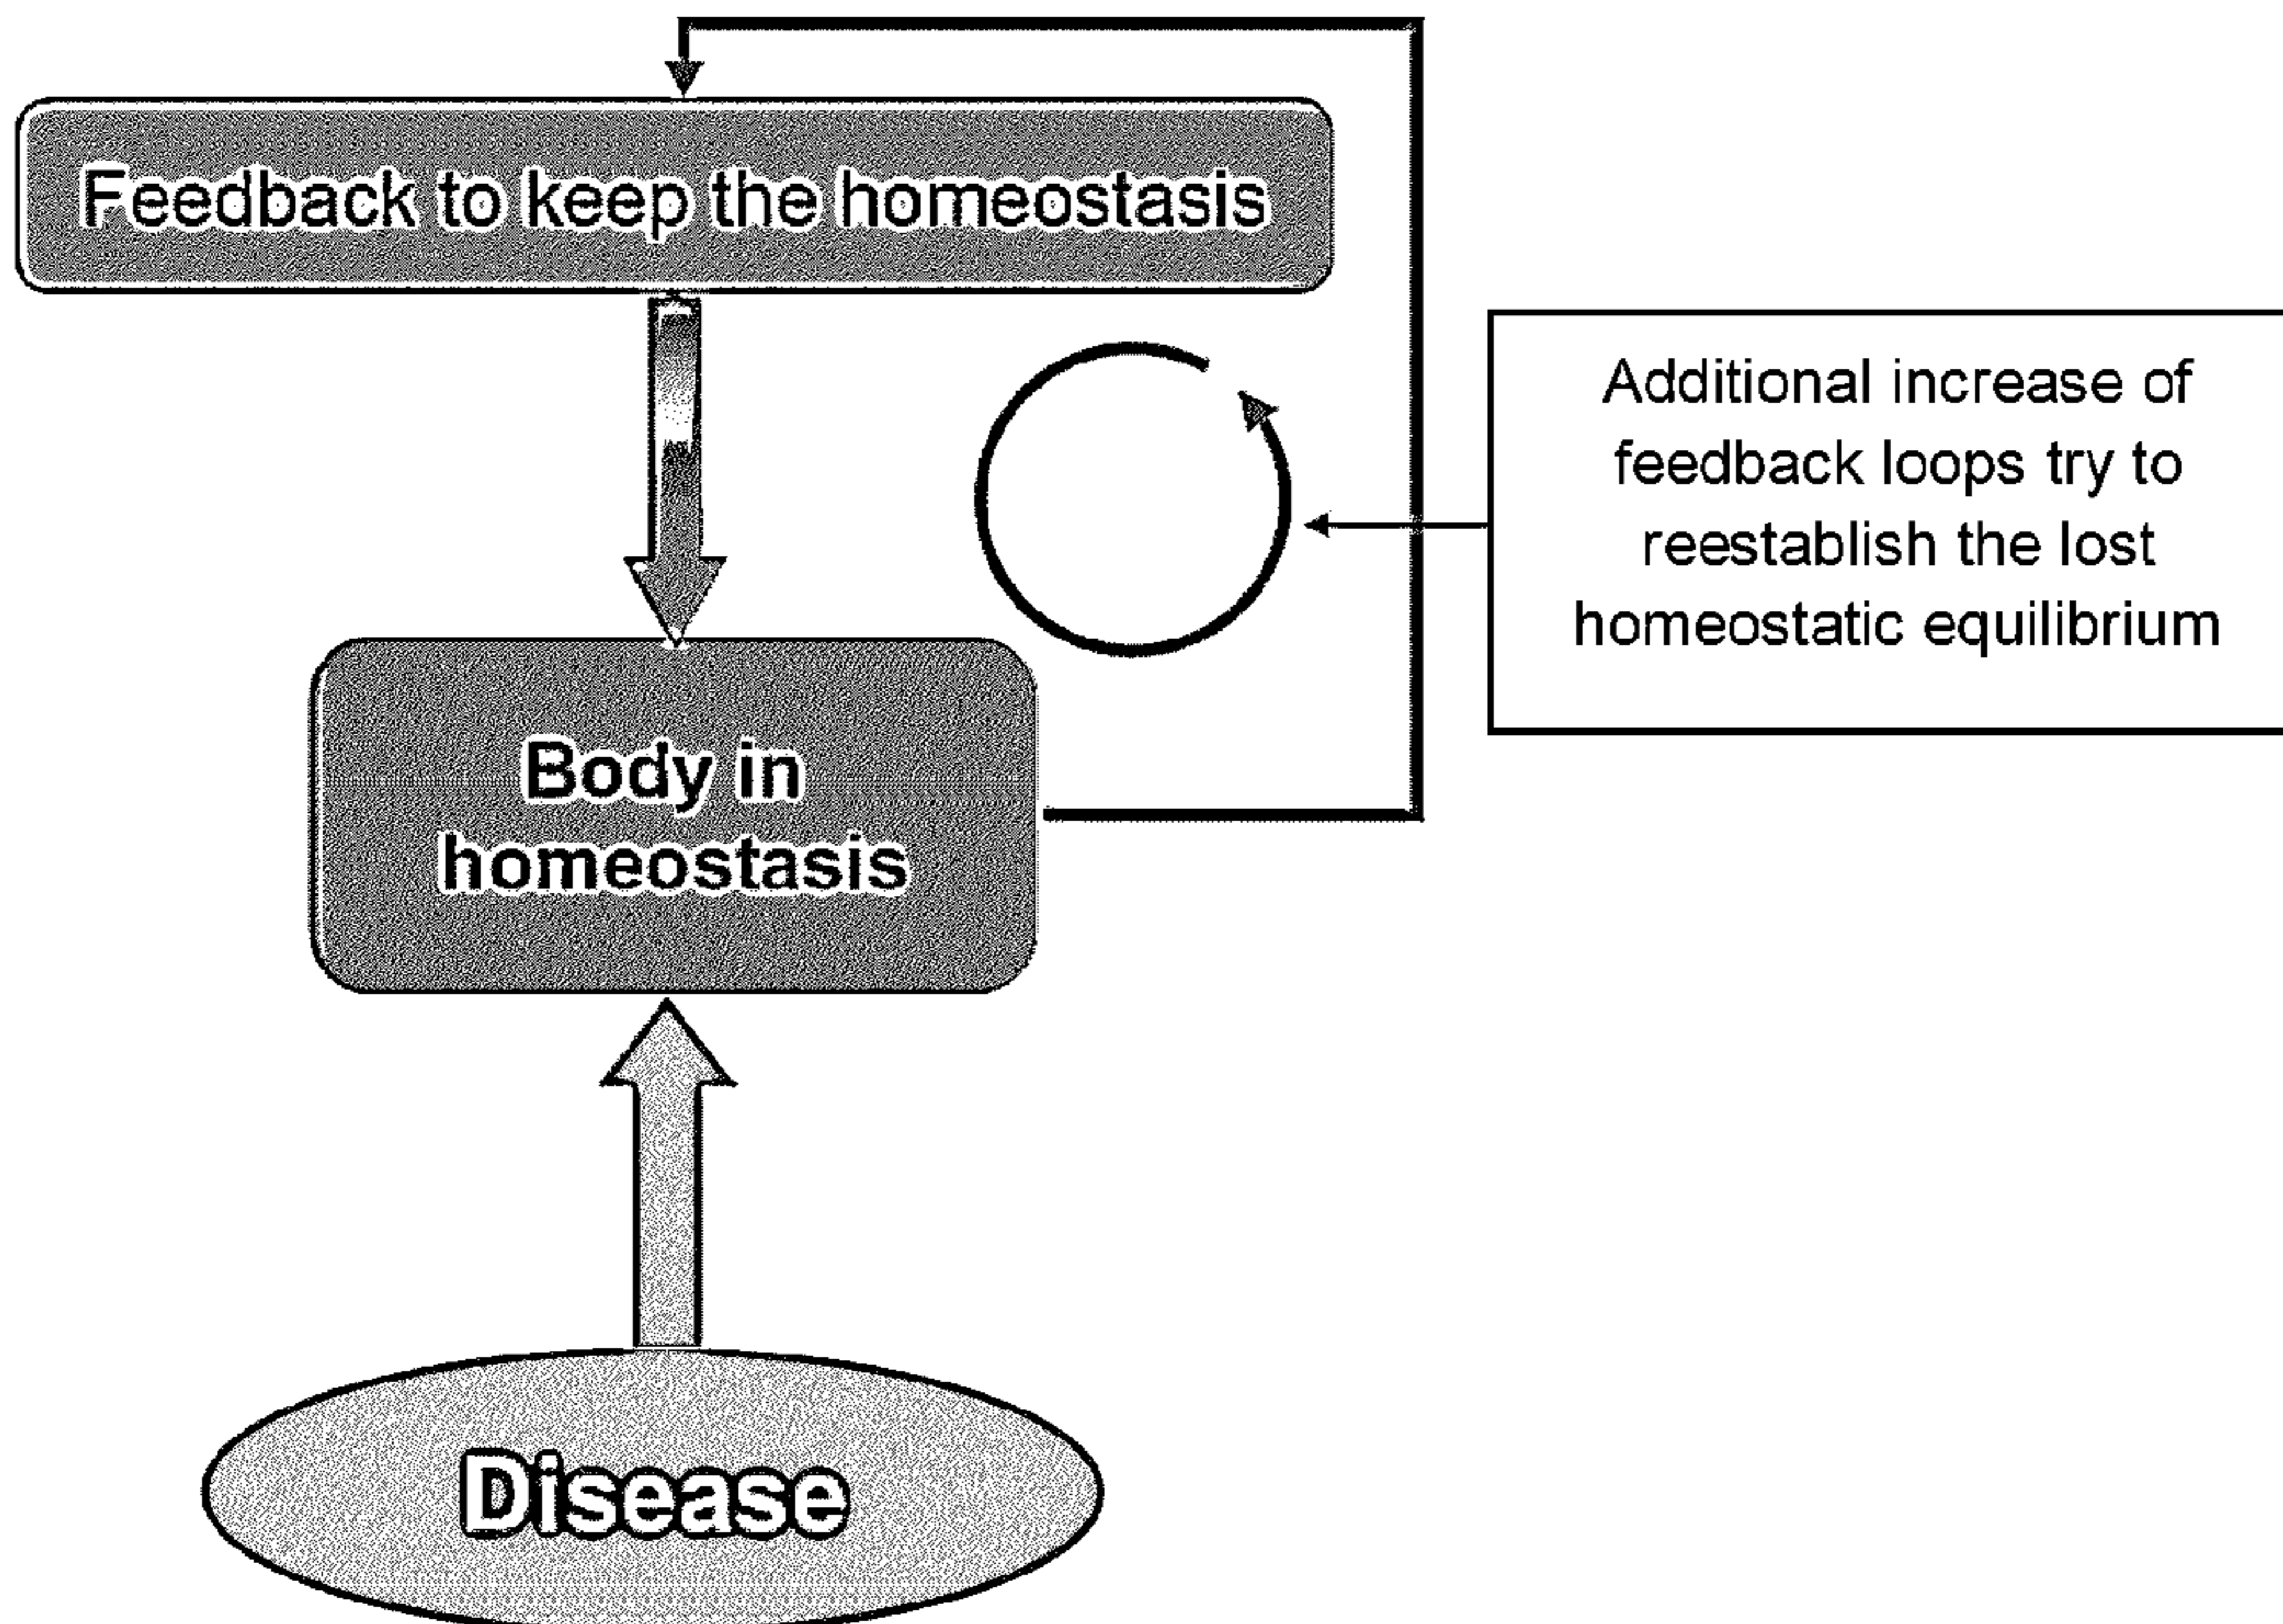 Feedback to keep the homeostasis
Additional increase of
feedback loops try to
reestablish the lost
homeostatic equilibrium
Body in
homeostasis
Disease